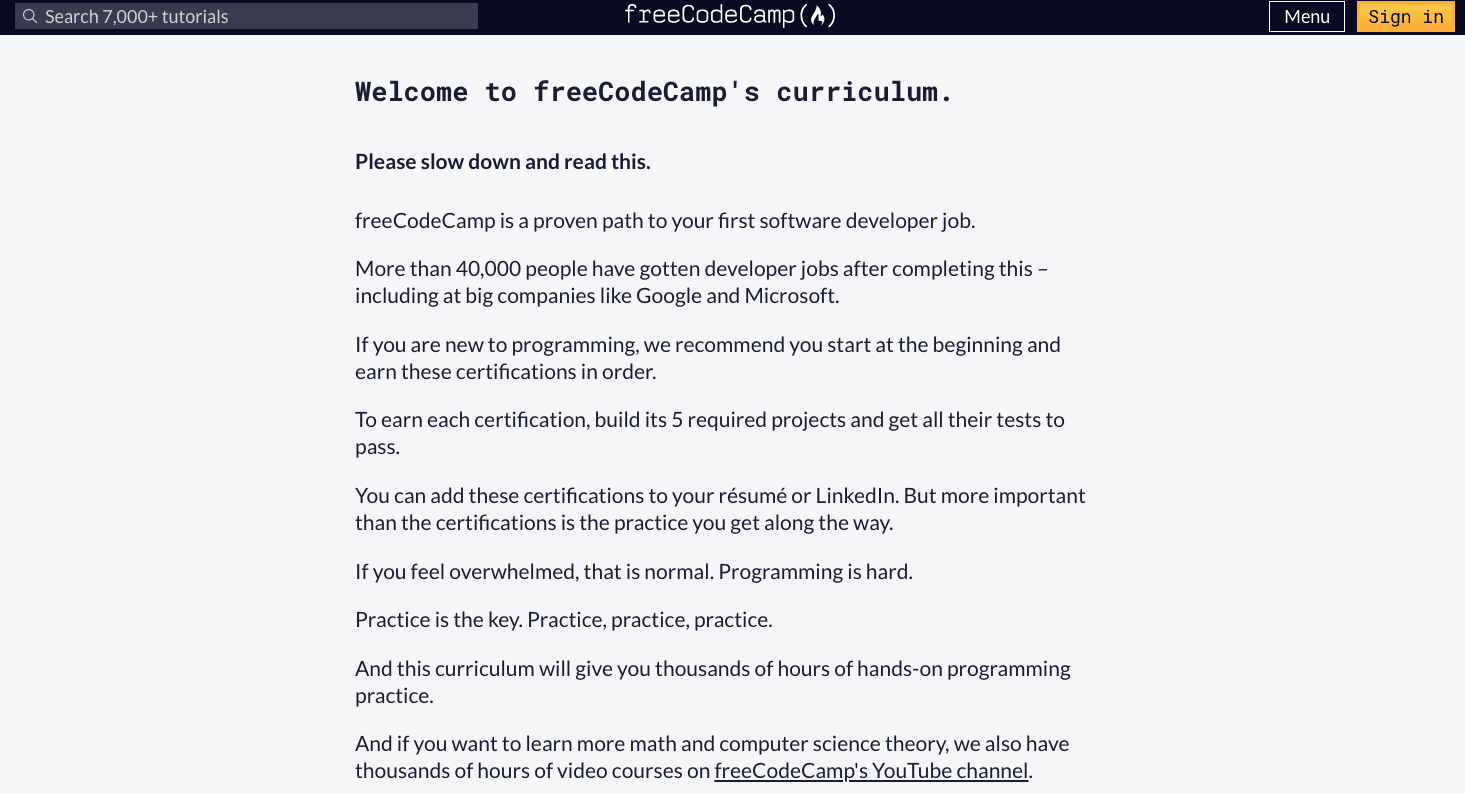 Search 7,000+ tutorials
freeCodeCamp
Menu
Sign in
Welcome to freeCodeCamp's curriculum.
Please slow down and read this.
freeCodeCamp is a proven path to your first software developer job.
More than 40,000 people have gotten developer jobs after completing this –
including at big companies like Google and Microsoft.
If you are new to programming, we recommend you start at the beginning and
earn these certifications in order.
To earn each certification, build its 5 required projects and get all their tests to
pass.
You can add these certifications to your résumé or LinkedIn. But more important
than the certifications is the practice you get along the way.
If you feel overwhelmed, that is normal. Programming is hard.
Practice is the key. Practice, practice, practice.
And this curriculum will give you thousands of hours of hands-on programming
practice.
And if you want to learn more math and computer science theory, we also have
thousands of hours of video courses on freeCodeCamp's YouTube channel.